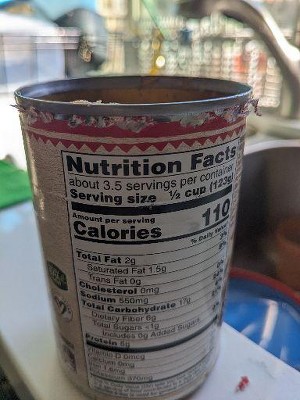 Nutrition Facts
about 3.5 servings per container
Serving size ½ cup (123g
Amount per serving
Calories 110
% Daily Value
Total Fat 2g
Saturated Fat 1.5g
Trans Fat 0g
Cholesterol 0mg
Sodium 550mg
Total Carbohydrate 17g
Dietary Fiber 6g
Total Sugars <1g
Includes 0g Added Sugars
Protein 6g
Vitamin D 0mcg